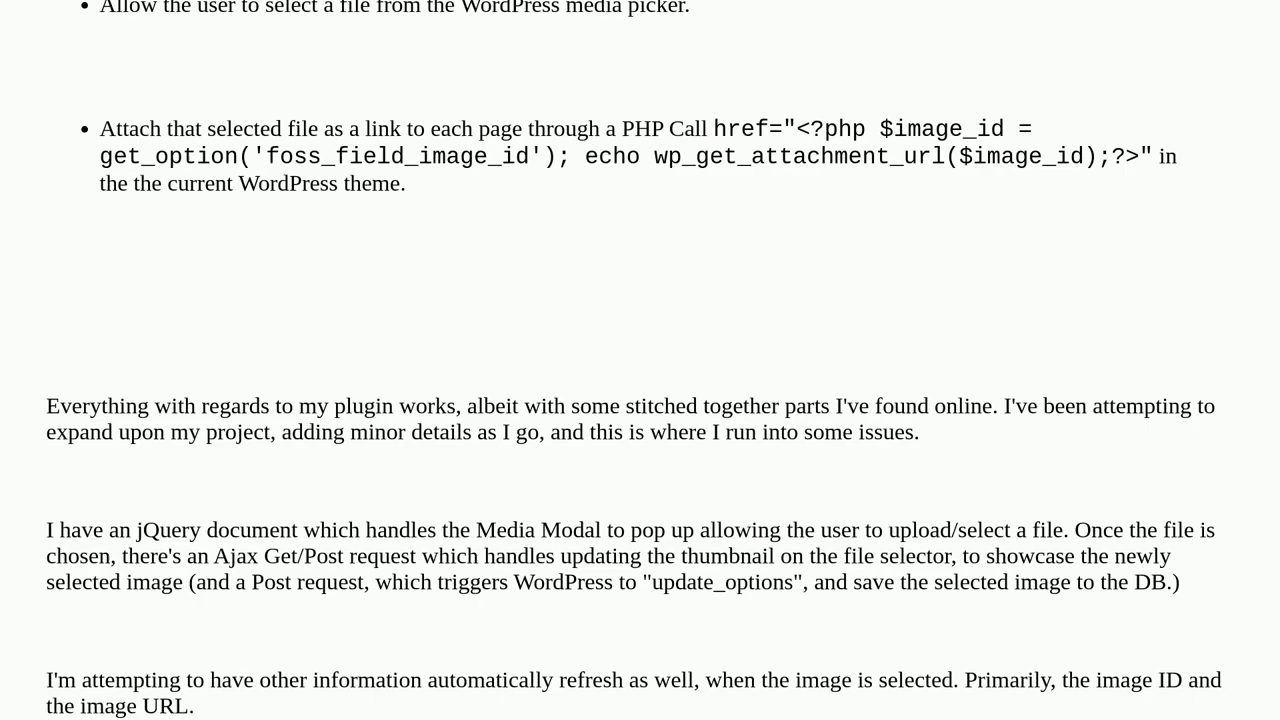 • Allow the user to select a file from the WordPress media picker.
• Attach that selected file as a link to each page through a PHP Call href="<?php $image_id =
get_option('foss_field_image_id'); echo wp_get_attachment_url($image_id);?>" in
the the current WordPress theme.
Everything with regards to my plugin works, albeit with some stitched together parts I've found online. I've been attempting to
expand upon my project, adding minor details as I go, and this is where I run into some issues.
I have an jQuery document which handles the Media Modal to pop up allowing the user to upload/select a file. Once the file is
chosen, there's an Ajax Get/Post request which handles updating the thumbnail on the file selector, to showcase the newly
selected image (and a Post request, which triggers WordPress to "update_options", and save the selected image to the DB.)
I'm attempting to have other information automatically refresh as well, when the image is selected. Primarily, the image ID and
the image URL.